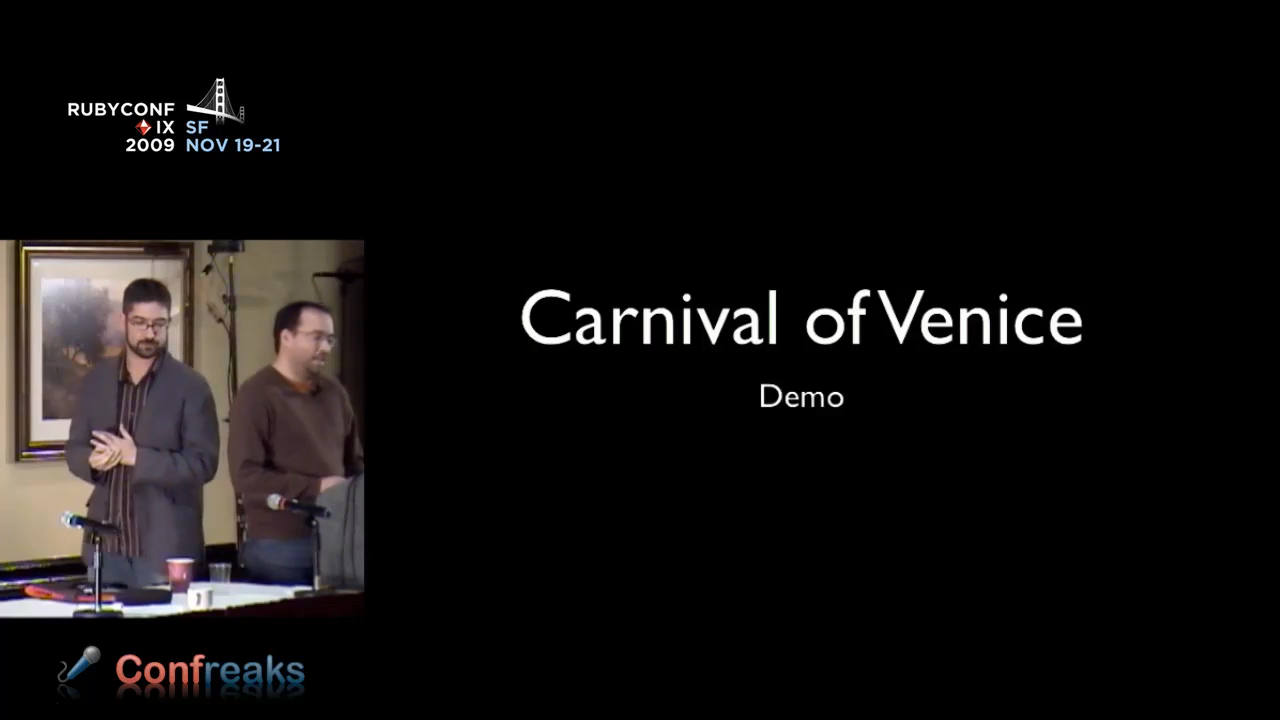 RUBYCONF
IX SF
2009 NOV 19-21
Carnival of Venice
Demo
Confreaks